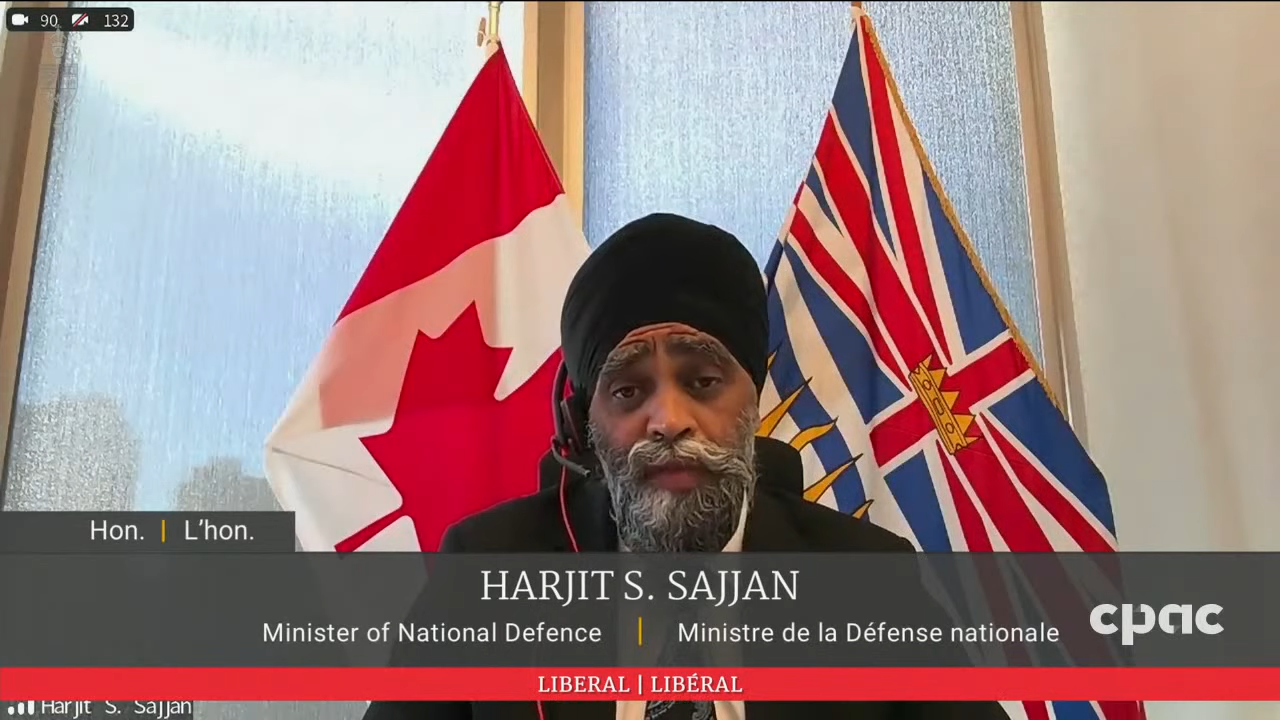 90 132
Hon. | L’hon.
HARJIT S. SAJJAN
Minister of National Defence | Ministre de la Défense nationale
cpac
LIBERAL | LIBÉRAL
Harjit S. Sajjan